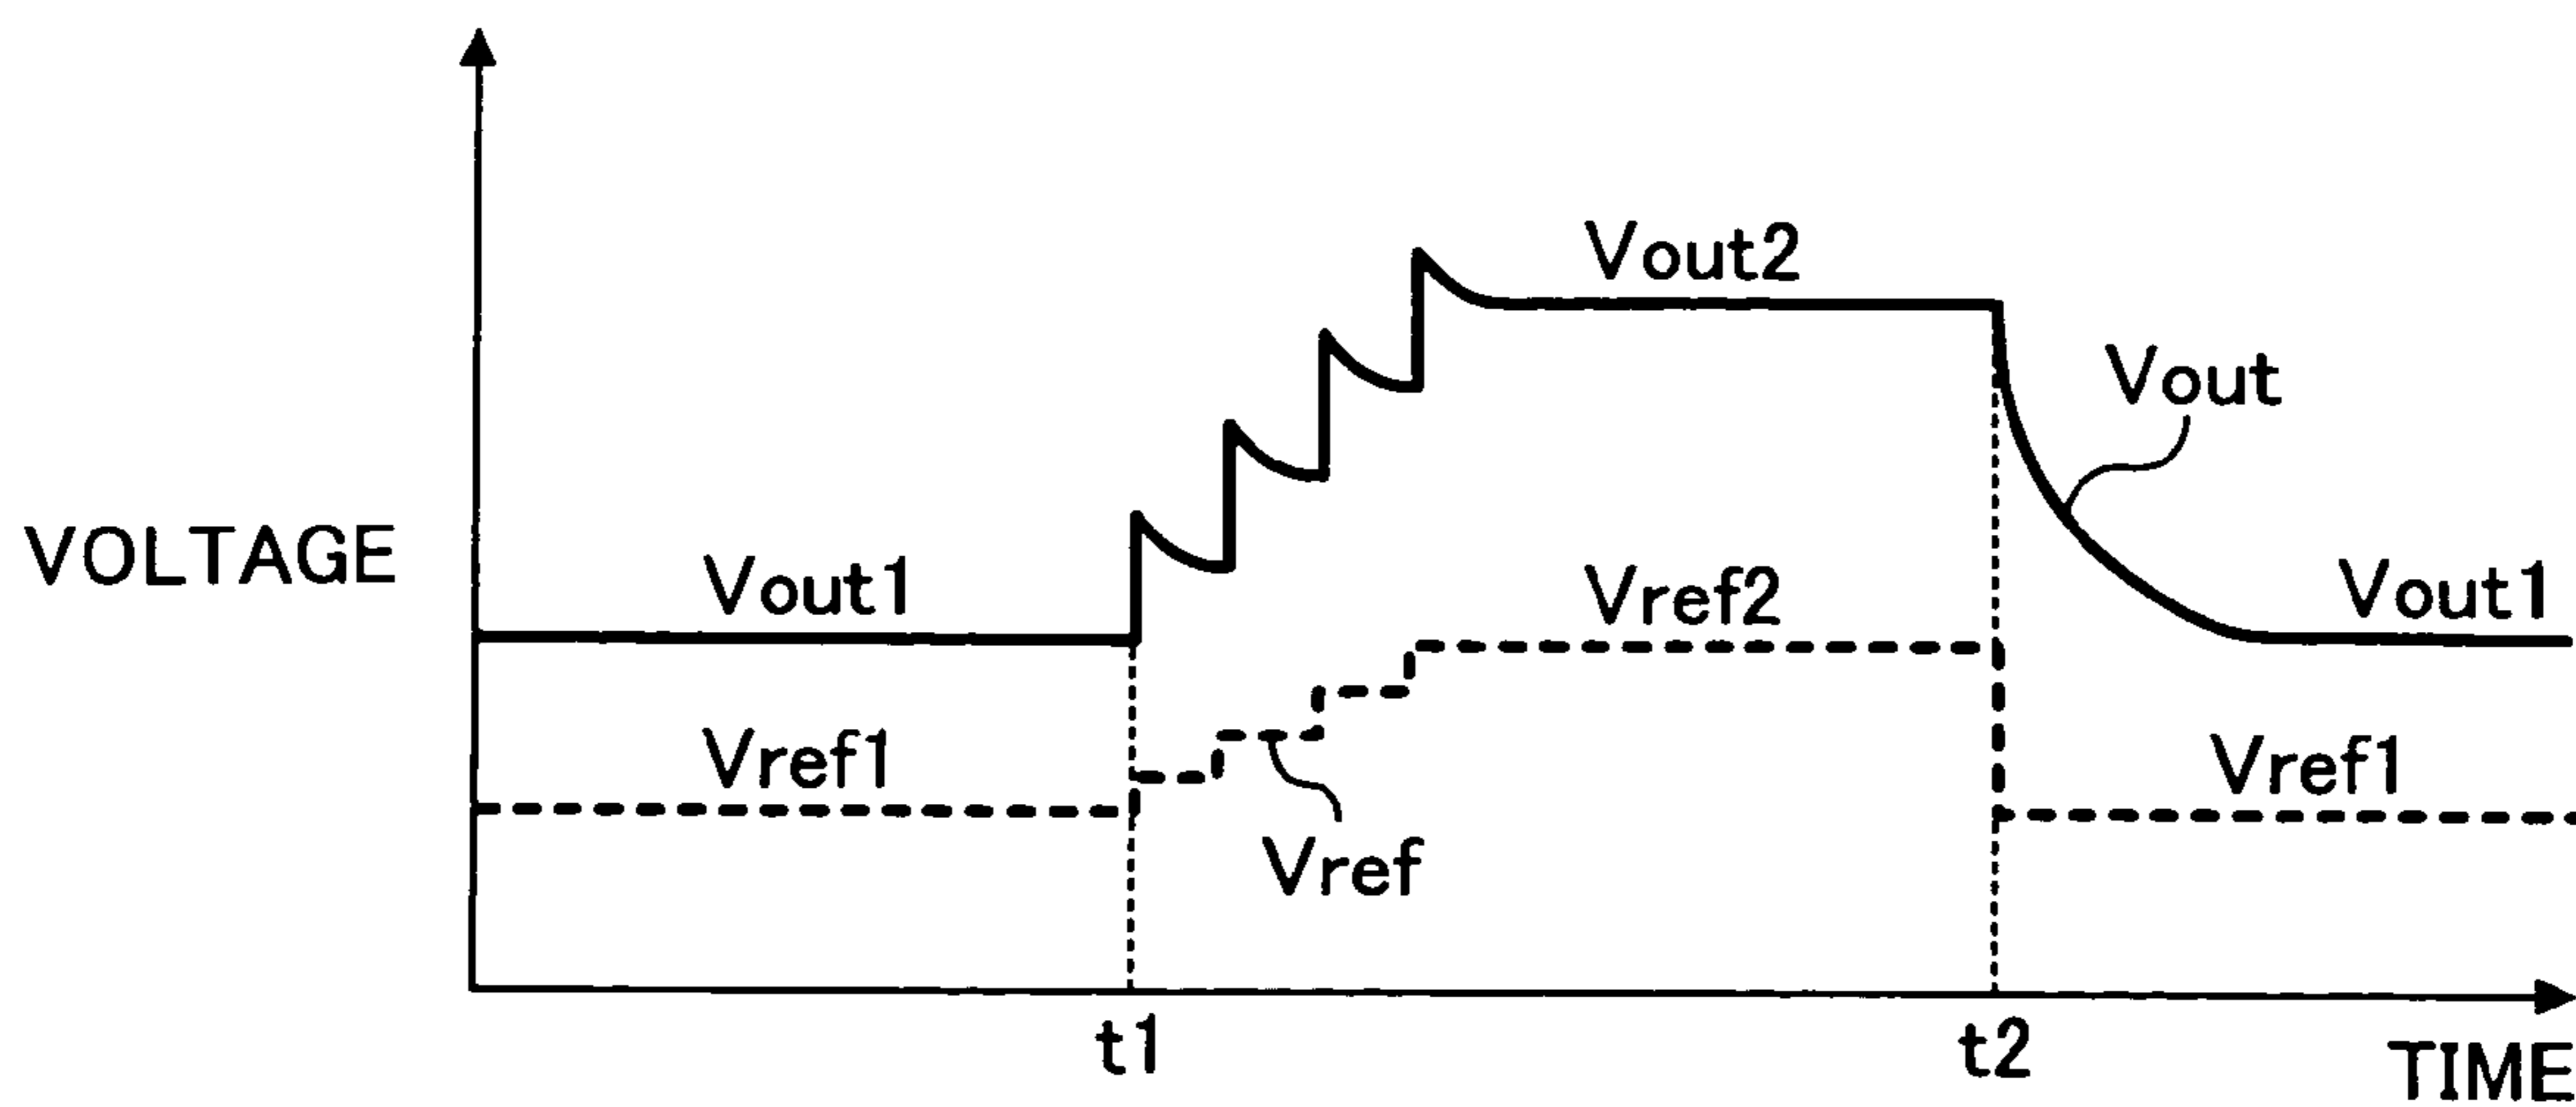 Vout2
Vout
VOLTAGE
Vout1
Vref2
Vout1
Vref1
Vref1
Vref
t1
t2
TIME